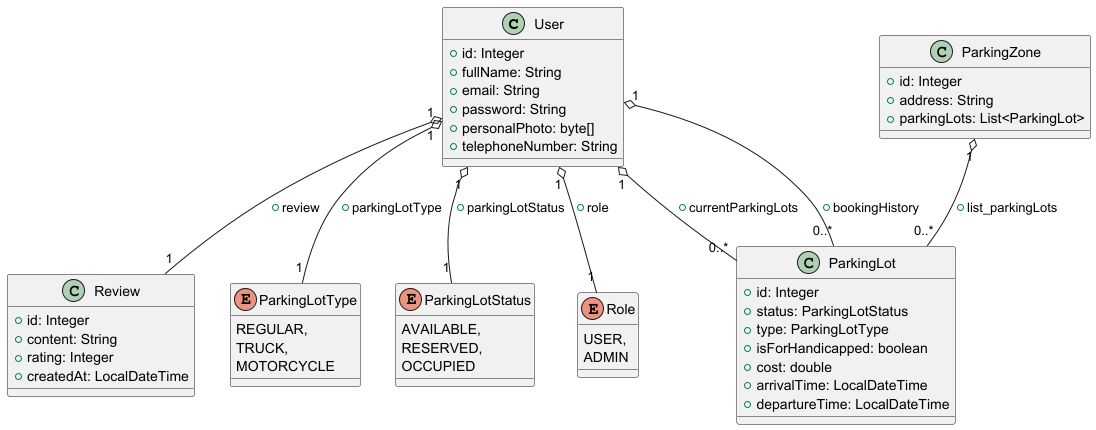 C User
id: Integer
fullName: String
email: String
password: String
personalPhoto: byte[]
telephoneNumber: String
C ParkingZone
id: Integer
address: String
parkingLots: List<ParkingLot>
1
1
1
1
1
1
1
review
parkingLotType
parkingLotStatus
role
currentParkingLots
bookingHistory
list_parkingLots
1
1
1
1
0..*
0..*
0..*
C Review
id: Integer
content: String
rating: Integer
createdAt: LocalDateTime
E ParkingLotType
REGULAR,
TRUCK,
MOTORCYCLE
E ParkingLotStatus
AVAILABLE,
RESERVED,
OCCUPIED
E Role
USER,
ADMIN
C ParkingLot
id: Integer
status: ParkingLotStatus
type: ParkingLotType
isForHandicapped: boolean
cost: double
arrivalTime: LocalDateTime
departureTime: LocalDateTime